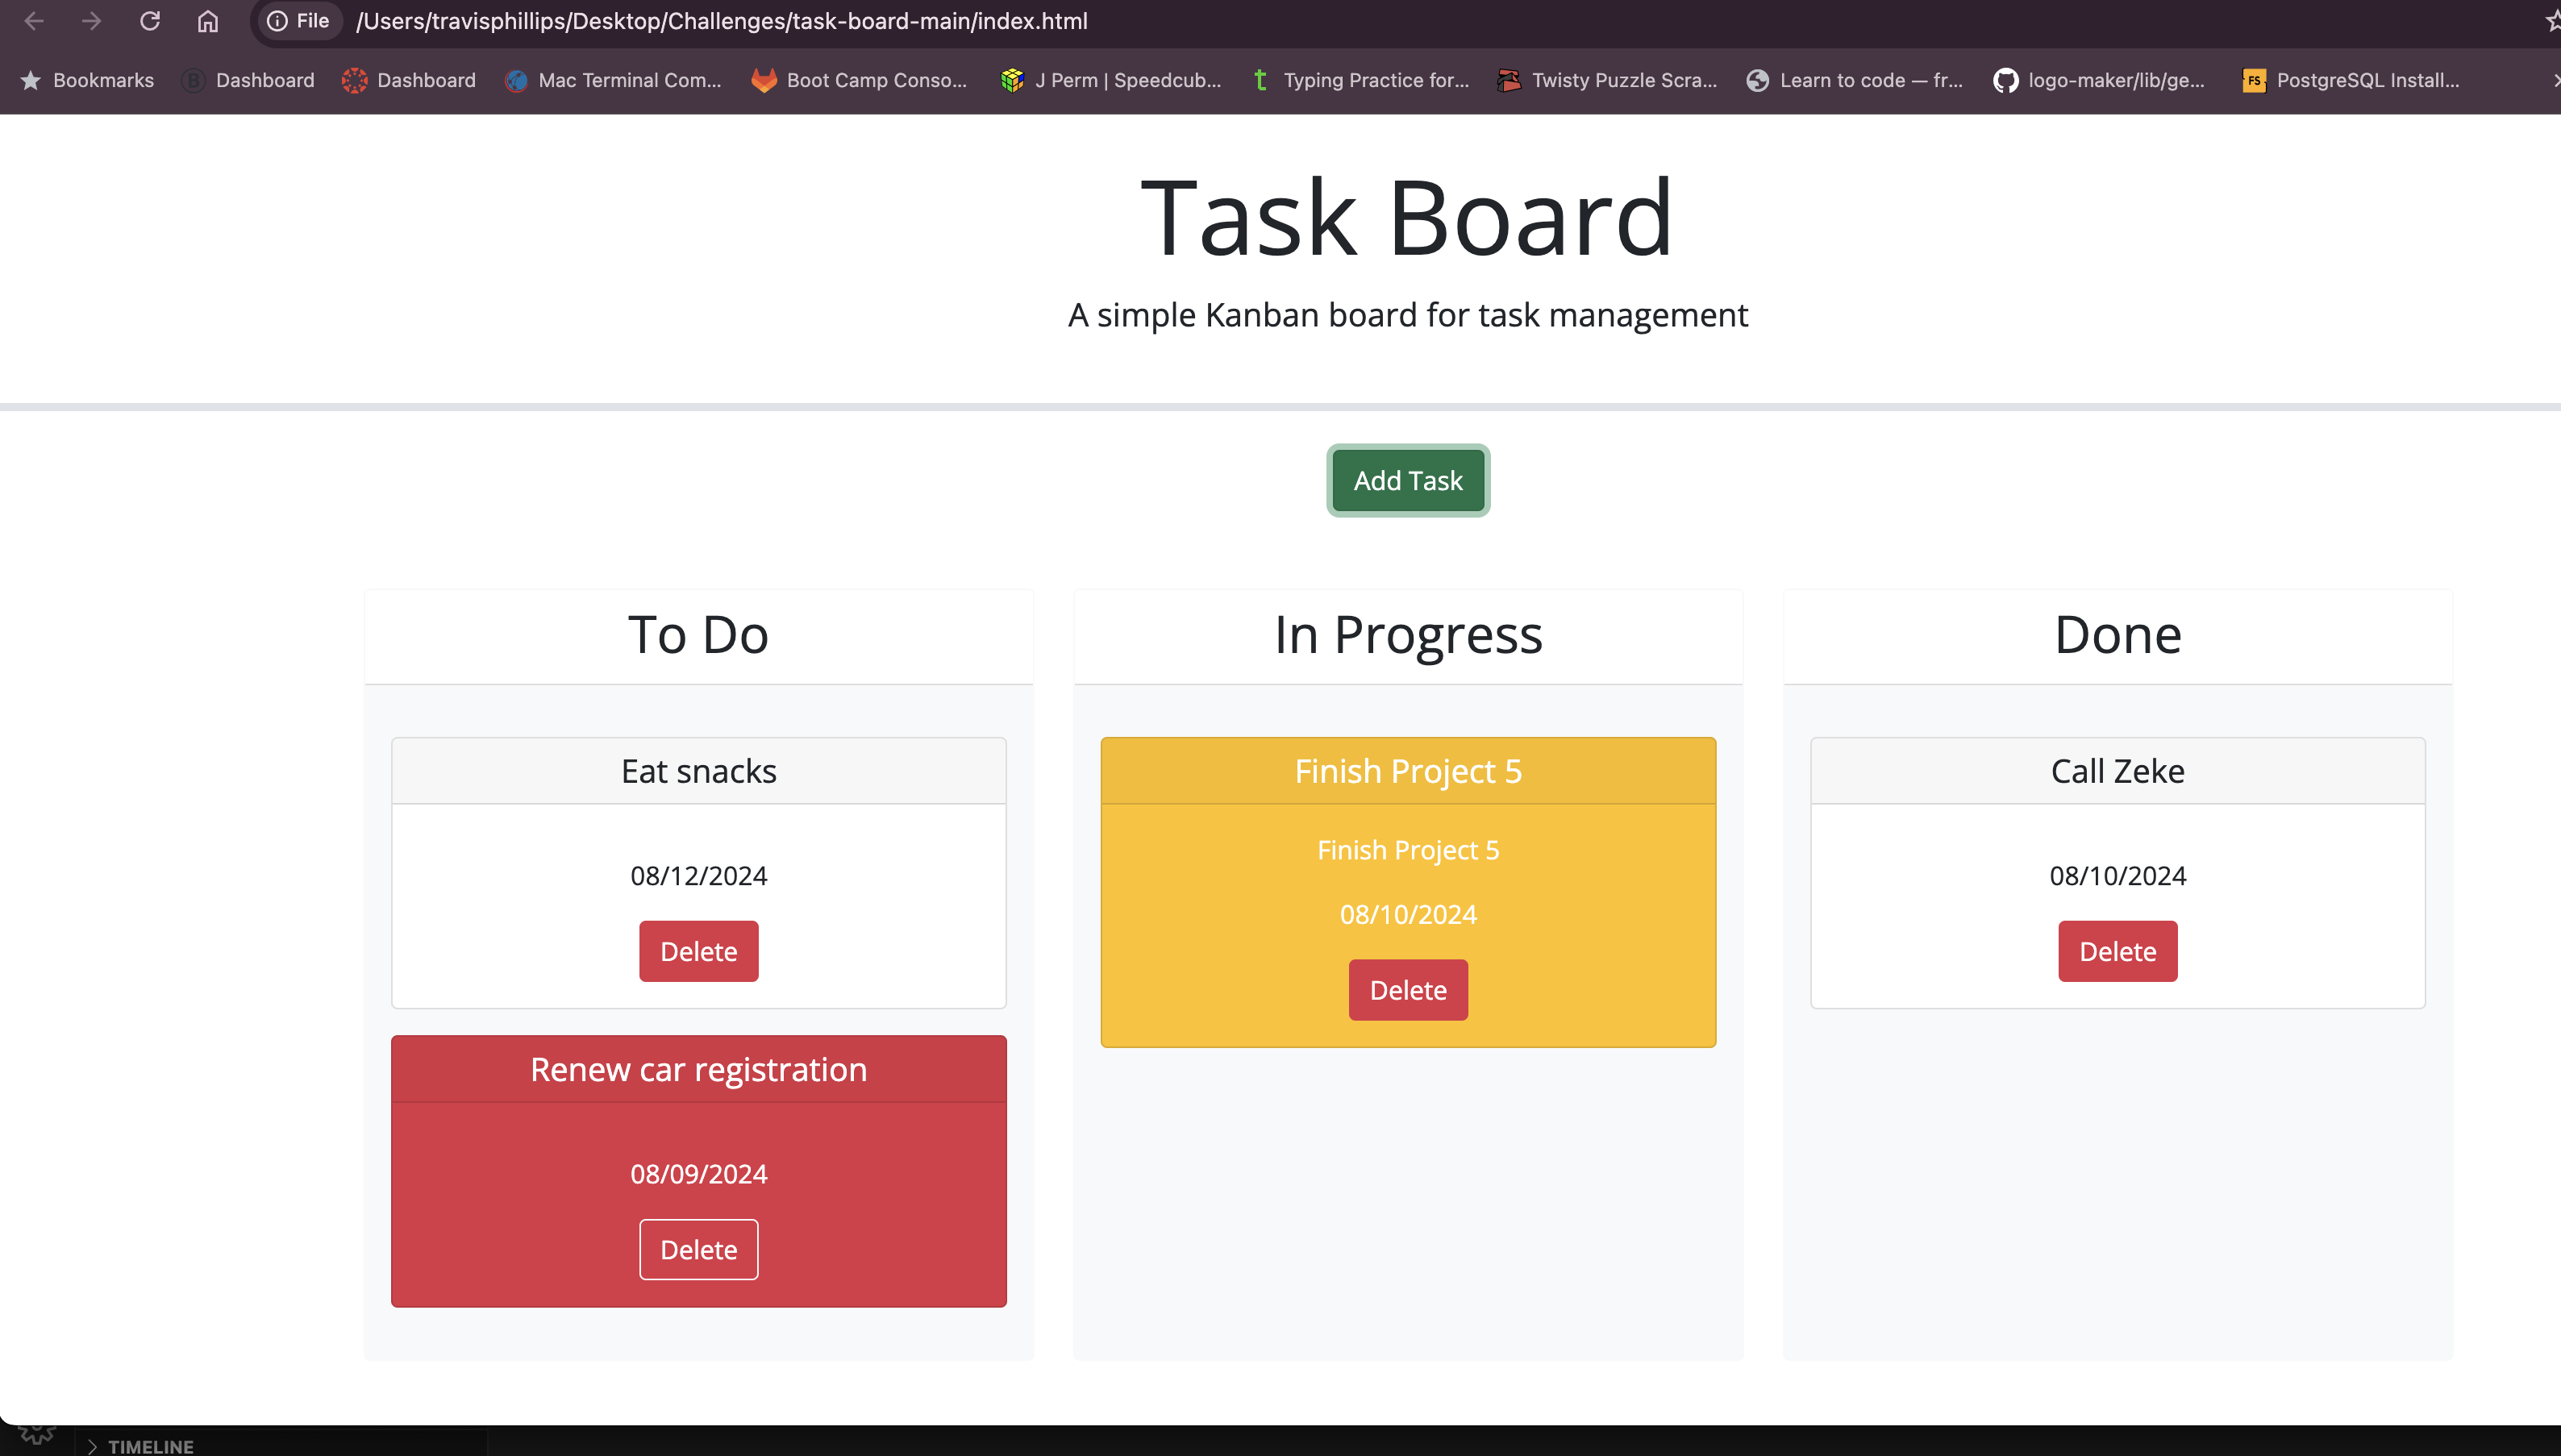 File /Users/travisphillips/Desktop/Challenges/task-board-main/index.html
Bookmarks B Dashboard Dashboard Mac Terminal Com... Boot Camp Conso... J Perm | Speedcub... t Typing Practice for... Twisty Puzzle Scra... Learn to code — fr... logo-maker/lib/ge... FS PostgreSQL Install...
Task Board
A simple Kanban board for task management
Add Task
To Do
Eat snacks
08/12/2024
Delete
Renew car registration
08/09/2024
Delete
In Progress
Finish Project 5
Finish Project 5
08/10/2024
Delete
Done
Call Zeke
08/10/2024
Delete
TIMELINE